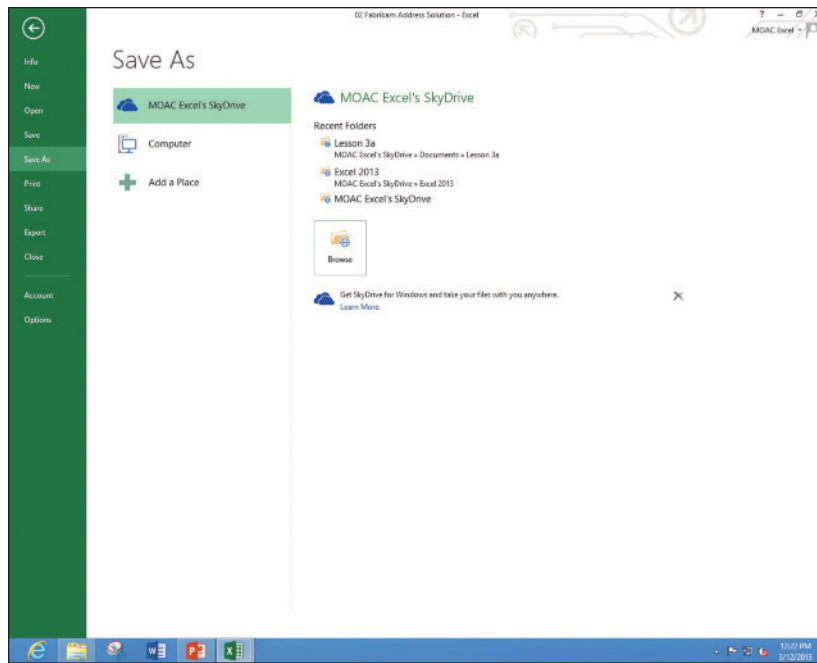 02 Fabrikam Address Solution - Excel
?
MOAC Excel
Info
New
Open
Save
Save As
Print
Share
Export
Close
Account
Options
Save As
MOAC Excel's SkyDrive
Computer
Add a Place
MOAC Excel's SkyDrive
Recent Folders
Lesson 3a
MOAC Excel's SkyDrive » Documents » Lesson 3a
Excel 2013
MOAC Excel's SkyDrive » Excel 2013
MOAC Excel's SkyDrive
Browse
Get SkyDrive for Windows and take your files with you anywhere.
Learn More.
12:22 PM
5/12/2013